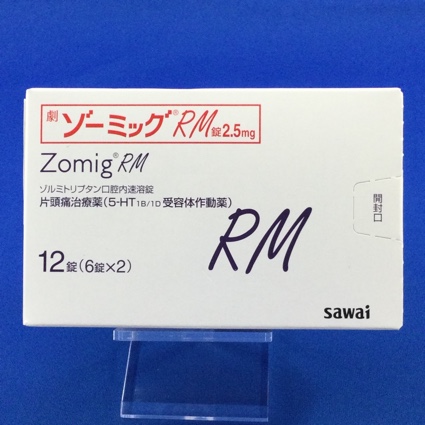 劇 ゾーミッグ® RM錠2.5mg
Zomig® RM
ゾルミトリプタン口腔内速溶錠
片頭痛治療薬(5-HT1B/1D受容体作動薬)
RM
12錠(6錠×2)
開封口
sawai